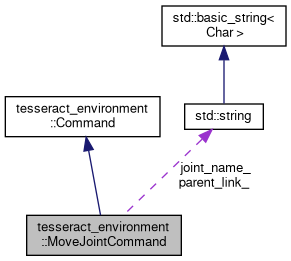 std::basic_string<
Char >
tesseract_environment
::Command
std::string
joint_name_
parent_link_
tesseract_environment
::MoveJointCommand